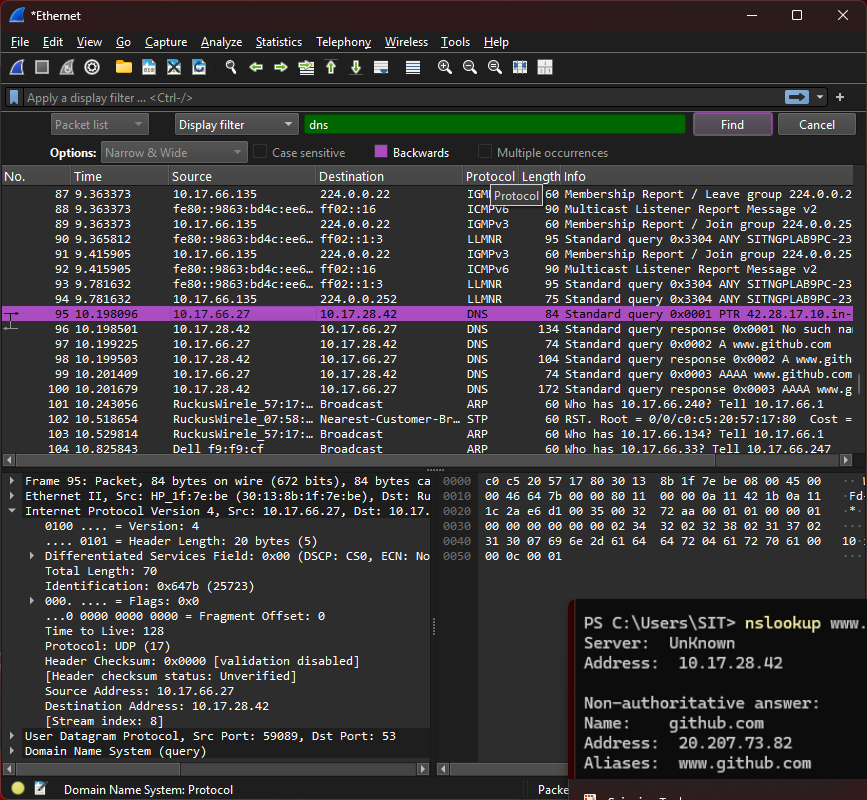 *Ethernet
File Edit View Go Capture Analyze Statistics Telephony Wireless Tools Help
Apply a display filter ... <Ctrl-/>
Packet list Display filter dns Find Cancel
Options: Narrow & Wide Case sensitive Backwards Multiple occurrences
No. Time Source Destination Protocol Length Info
87 9.363373 10.17.66.135 224.0.0.22 IGM 60 Membership Report / Leave group 224.0.0.2
Protocol
88 9.363373 fe80::9863:bd4c:ee6… ff02::16 ICMPv6 90 Multicast Listener Report Message v2
89 9.363373 10.17.66.135 224.0.0.22 IGMPv3 60 Membership Report / Join group 224.0.0.25
90 9.365812 fe80::9863:bd4c:ee6… ff02::1:3 LLMNR 95 Standard query 0x3304 ANY SITNGPLAB9PC-23
91 9.415905 10.17.66.135 224.0.0.22 IGMPv3 60 Membership Report / Join group 224.0.0.25
92 9.415905 fe80::9863:bd4c:ee6… ff02::16 ICMPv6 90 Multicast Listener Report Message v2
93 9.781632 fe80::9863:bd4c:ee6… ff02::1:3 LLMNR 95 Standard query 0x3304 ANY SITNGPLAB9PC-23
94 9.781632 10.17.66.135 224.0.0.252 LLMNR 75 Standard query 0x3304 ANY SITNGPLAB9PC-23
95 10.198096 10.17.66.27 10.17.28.42 DNS 84 Standard query 0x0001 PTR 42.28.17.10.in-
96 10.198501 10.17.28.42 10.17.66.27 DNS 134 Standard query response 0x0001 No such nam
97 10.199225 10.17.66.27 10.17.28.42 DNS 74 Standard query 0x0002 A www.github.com
98 10.199503 10.17.28.42 10.17.66.27 DNS 104 Standard query response 0x0002 A www.gith
99 10.201409 10.17.66.27 10.17.28.42 DNS 74 Standard query 0x0003 AAAA www.github.com
100 10.201679 10.17.28.42 10.17.66.27 DNS 172 Standard query response 0x0003 AAAA www.g
101 10.243056 RuckusWirele_57:17:… Broadcast ARP 60 Who has 10.17.66.240? Tell 10.17.66.1
102 10.518654 RuckusWirele_07:58:… Nearest-Customer-Br… STP 60 RST. Root = 0/0/c0:c5:20:57:17:80 Cost =
103 10.529814 RuckusWirele_57:17:… Broadcast ARP 60 Who has 10.17.66.134? Tell 10.17.66.1
104 10.825843 Dell f9:f9:cf Broadcast ARP 60 Who has 10.17.66.33? Tell 10.17.66.247
Frame 95: Packet, 84 bytes on wire (672 bits), 84 bytes ca
Ethernet II, Src: HP_1f:7e:be (30:13:8b:1f:7e:be), Dst: Ru
Internet Protocol Version 4, Src: 10.17.66.27, Dst: 10.17.
0100 .... = Version: 4
.... 0101 = Header Length: 20 bytes (5)
Differentiated Services Field: 0x00 (DSCP: CS0, ECN: No
Total Length: 70
Identification: 0x647b (25723)
000. .... = Flags: 0x0
...0 0000 0000 0000 = Fragment Offset: 0
Time to Live: 128
Protocol: UDP (17)
Header Checksum: 0x0000 [validation disabled]
[Header checksum status: Unverified]
Source Address: 10.17.66.27
Destination Address: 10.17.28.42
[Stream index: 8]
User Datagram Protocol, Src Port: 59089, Dst Port: 53
Domain Name System (query)
0000 c0 c5 20 57 17 80 30 13 8b 1f 7e be 08 00 45 00 ·· W
0010 00 46 64 7b 00 00 80 11 00 00 0a 11 42 1b 0a 11 ·Fd
0020 1c 2a e6 d1 00 35 00 32 72 aa 00 01 01 00 00 01 ·*·
0030 00 00 00 00 00 00 02 34 32 02 32 38 02 31 37 02
0040 31 30 07 69 6e 2d 61 64 64 72 04 61 72 70 61 00 10·
0050 00 0c 00 01 ···
PS C:\Users\SIT> nslookup www.
Server: UnKnown
Address: 10.17.28.42
Non-authoritative answer:
Name: github.com
Address: 20.207.73.82
Aliases: www.github.com
Domain Name System: Protocol
Packe